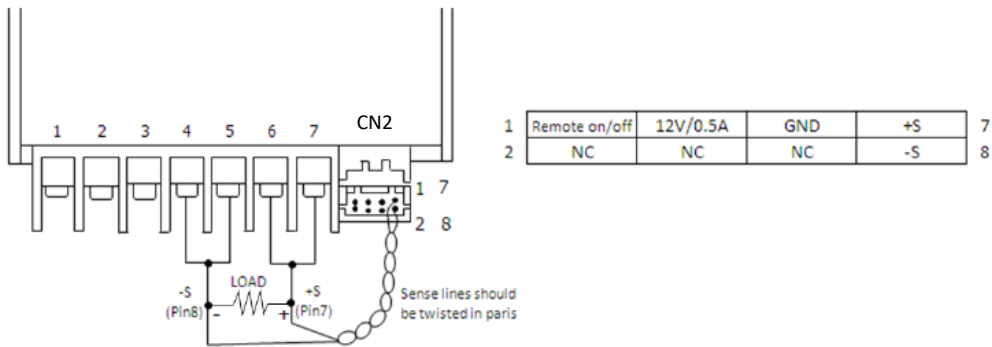 1 2 3 4 5 6 7 CN2
1 7
2 8
-S
(Pin8)
-
LOAD
+
+S
(Pin7)
Sense lines should
be twisted in paris
1 Remote on/off 12V/0.5A GND +S 7
2 NC NC NC -S 8